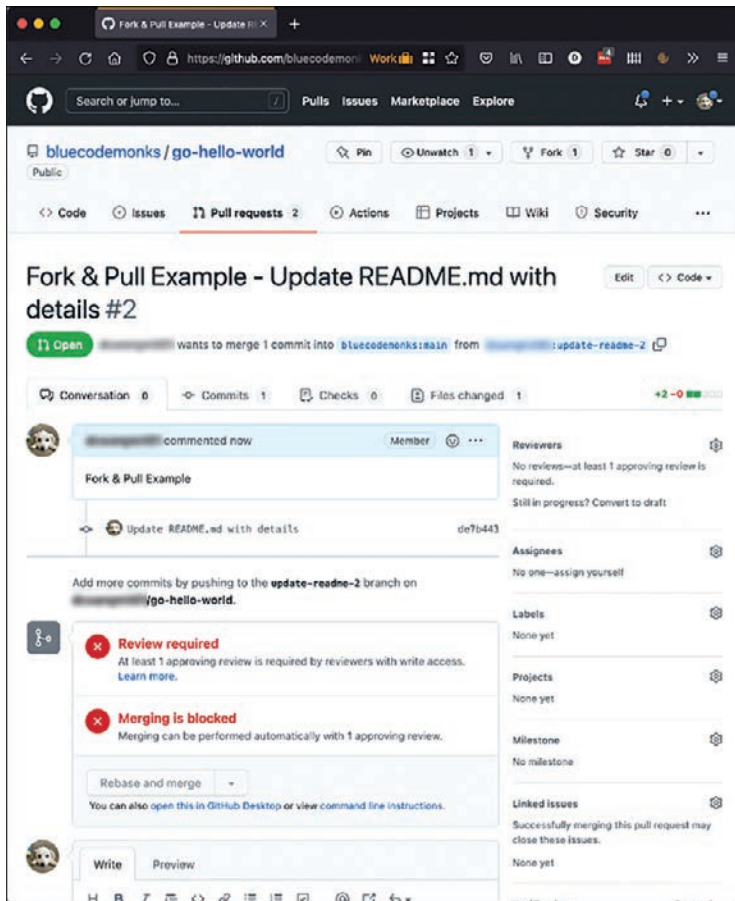 Fork & Pull Example - Update RE
https://github.com/bluecodemon
Work
4
Search or jump to...
/
Pulls Issues Marketplace Explore
bluecodemonks / go-hello-world
Pin
Unwatch 1
Fork 1
Star 0
Public
Code
Issues
Pull requests 2
Actions
Projects
Wiki
Security
Fork & Pull Example - Update README.md with
details #2
Edit
<> Code
Open
wants to merge 1 commit into bluecodemonks:main from :update-readme-2
Conversation 0
Commits 1
Checks 0
Files changed 1
+2 −0
commented now
Member
Fork & Pull Example
Update README.md with details
de7b443
Add more commits by pushing to the update-readme-2 branch on
/go-hello-world.
Review required
At least 1 approving review is required by reviewers with write access.
Learn more.
Merging is blocked
Merging can be performed automatically with 1 approving review.
Rebase and merge
You can also open this in GitHub Desktop or view command line instructions.
Write
Preview
H B I
Reviewers
No reviews—at least 1 approving review is
required.
Still in progress? Convert to draft
Assignees
No one—assign yourself
Labels
None yet
Projects
None yet
Milestone
No milestone
Linked issues
Successfully merging this pull request may
close these issues.
None yet